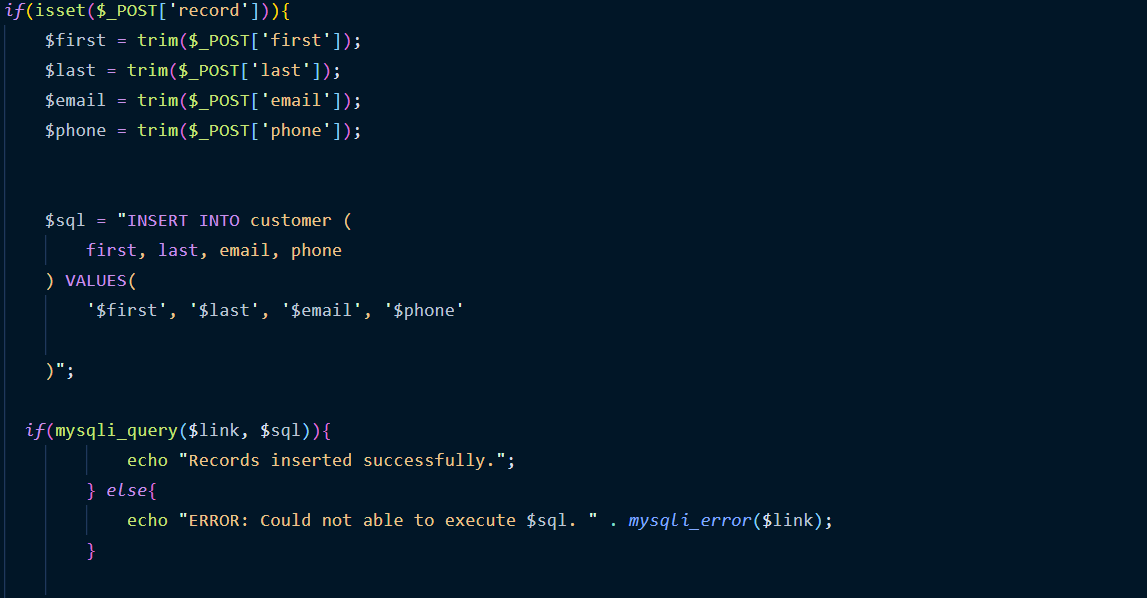 if(isset($_POST['record'])){
$first = trim($_POST['first']);
$last = trim($_POST['last']);
$email = trim($_POST['email']);
$phone = trim($_POST['phone']);
$sql = "INSERT INTO customer (
first, last, email, phone
) VALUES(
'$first', '$last', '$email', '$phone'
)";
if(mysqli_query($link, $sql)){
echo "Records inserted successfully.";
} else{
echo "ERROR: Could not able to execute $sql. " . mysqli_error($link);
}